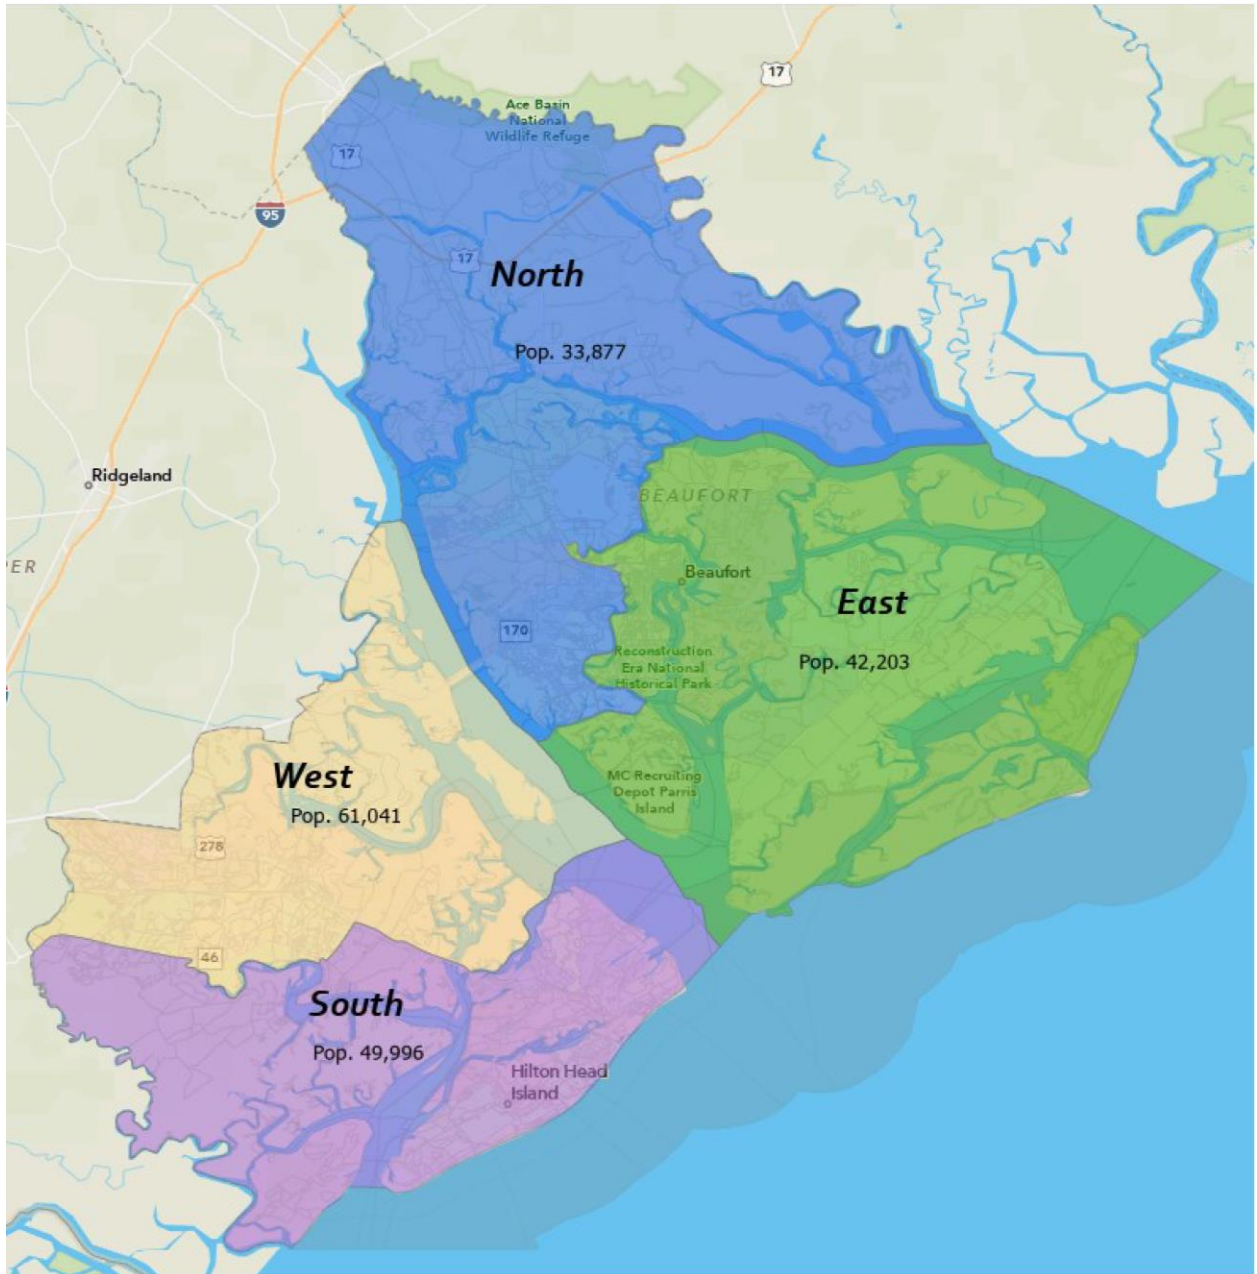 17
Ace Basin
National
Wildlife Refuge
17
95
17
North
Pop. 33,877
Ridgeland
BEAUFORT
PER
Beaufort
East
170
Reconstruction
Era National
Historical Park
Pop. 42,203
West
MC Recruiting
Depot Parris
Island
Pop. 61,041
278
46
South
Pop. 49,996
Hilton Head
Island